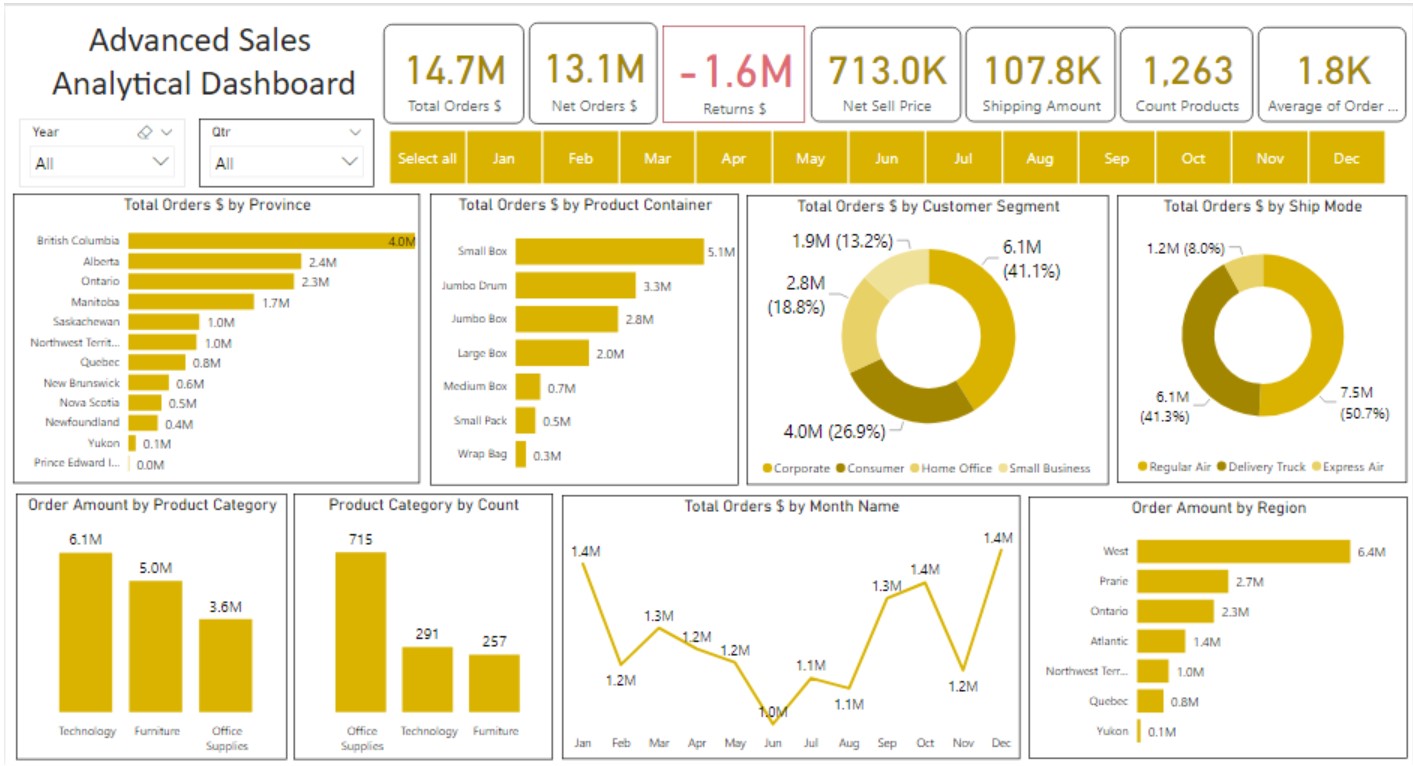 Advanced Sales
Analytical Dashboard
14.7M
Total Orders $
13.1M
Net Orders $
-1.6M
Returns $
713.0K
Net Sell Price
107.8K
Shipping Amount
1,263
Count Products
1.8K
Average of Order ...
Year
All
Qtr
All
Select all Jan Feb Mar Apr May Jun Jul Aug Sep Oct Nov Dec
Total Orders $ by Province
British Columbia 4.0M
Alberta 2.4M
Ontario 2.3M
Manitoba 1.7M
Saskachewan 1.0M
Northwest Territ... 1.0M
Quebec 0.8M
New Brunswick 0.6M
Nova Scotia 0.5M
Newfoundland 0.4M
Yukon 0.1M
Prince Edward I... 0.0M
Total Orders $ by Product Container
Small Box 5.1M
Jumbo Drum 3.3M
Jumbo Box 2.8M
Large Box 2.0M
Medium Box 0.7M
Small Pack 0.5M
Wrap Bag 0.3M
Total Orders $ by Customer Segment
1.9M (13.2%)
6.1M
(41.1%)
2.8M
(18.8%)
4.0M (26.9%)
Corporate Consumer Home Office Small Business
Total Orders $ by Ship Mode
1.2M (8.0%)
6.1M
(41.3%)
7.5M
(50.7%)
Regular Air Delivery Truck Express Air
Order Amount by Product Category
6.1M
5.0M
3.6M
Technology Furniture Office
Supplies
Product Category by Count
715
291
257
Office
Supplies
Technology Furniture
Total Orders $ by Month Name
1.4M
1.2M
1.3M
1.2M
1.2M
1.0M
1.1M
1.1M
1.3M
1.4M
1.2M
1.4M
Jan Feb Mar Apr May Jun Jul Aug Sep Oct Nov Dec
Order Amount by Region
West 6.4M
Prarie 2.7M
Ontario 2.3M
Atlantic 1.4M
Northwest Terr... 1.0M
Quebec 0.8M
Yukon 0.1M